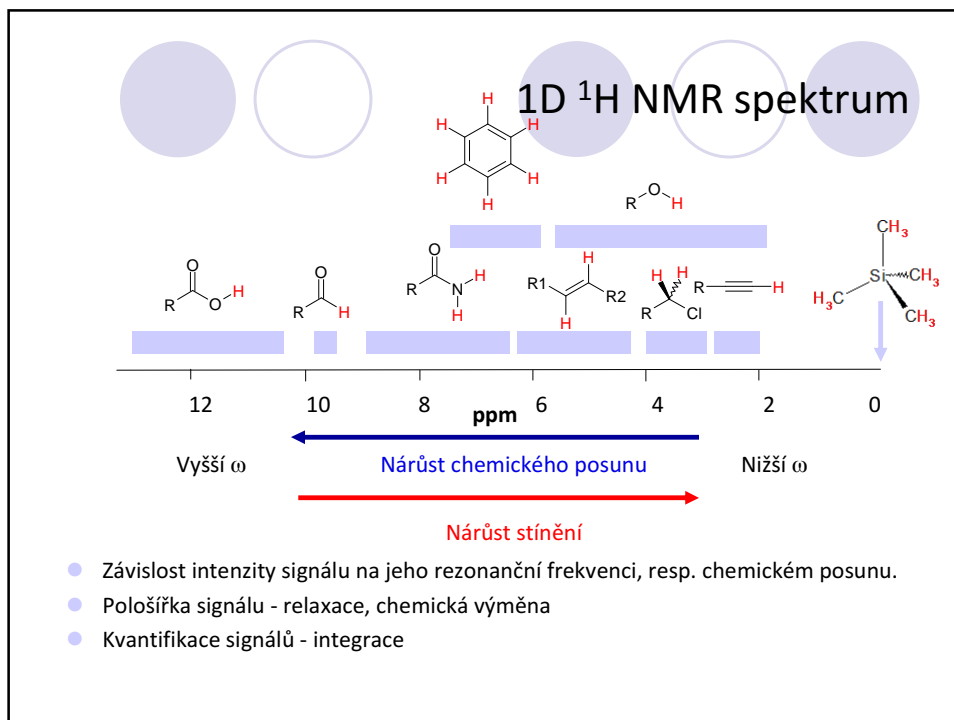 1D ¹H NMR spektrum
H
H H
H H
H
O
R H
O
R O H
O
R H
O
R N H
H
H
R1 R2
H
H H
R Cl
R H
CH₃
Si CH₃
H₃C
CH₃
12 10 8 6 4 2 0
ppm
Vyšší ω Nárůst chemického posunu Nižší ω
Nárůst stínění
Závislost intenzity signálu na jeho rezonanční frekvenci, resp. chemickém posunu.
Pološířka signálu - relaxace, chemická výměna
Kvantifikace signálů - integrace